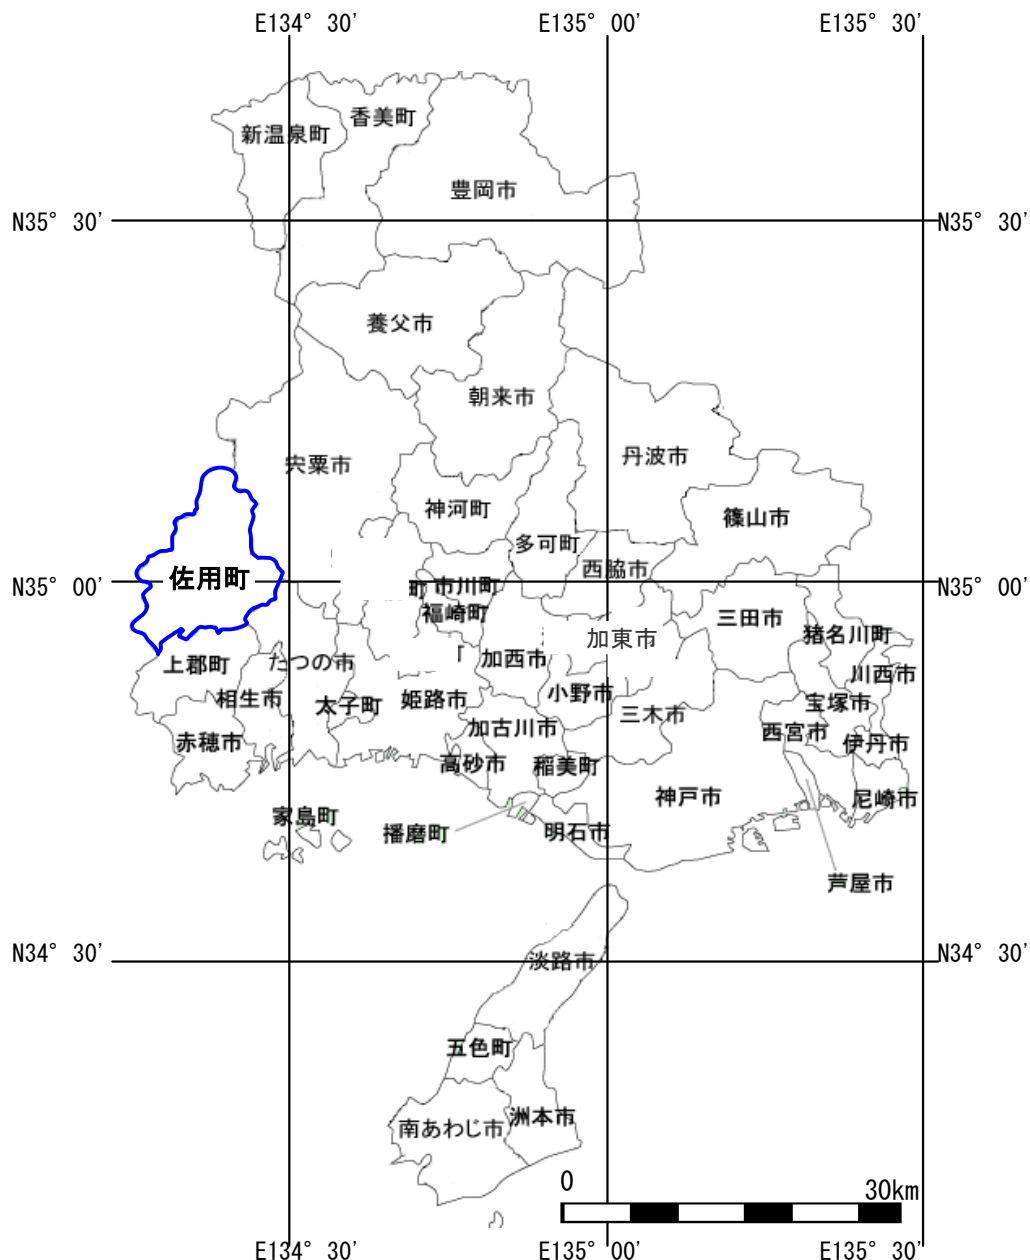 E134° 30'
E135° 00'
E135° 30'
香美町
新温泉町
豊岡市
N35° 30'
N35° 30'
養父市
朝来市
丹波市
宍粟市
神河町
篠山市
多可町
西脇市
佐用町
N35° 00'
N35° 00'
町
市川町
福崎町
三田市
猪名川町
加東市
加西市
上郡町
たつの市
川西市
相生市
太子町
姫路市
小野市
宝塚市
三木市
加古川市
西宮市
赤穂市
伊丹市
高砂市
稲美町
神戸市
尼崎市
家島町
播磨町
明石市
芦屋市
N34° 30'
N34° 30'
淡路市
五色町
洲本市
南あわじ市
0
30km
E134° 30'
E135° 00'
E135° 30'